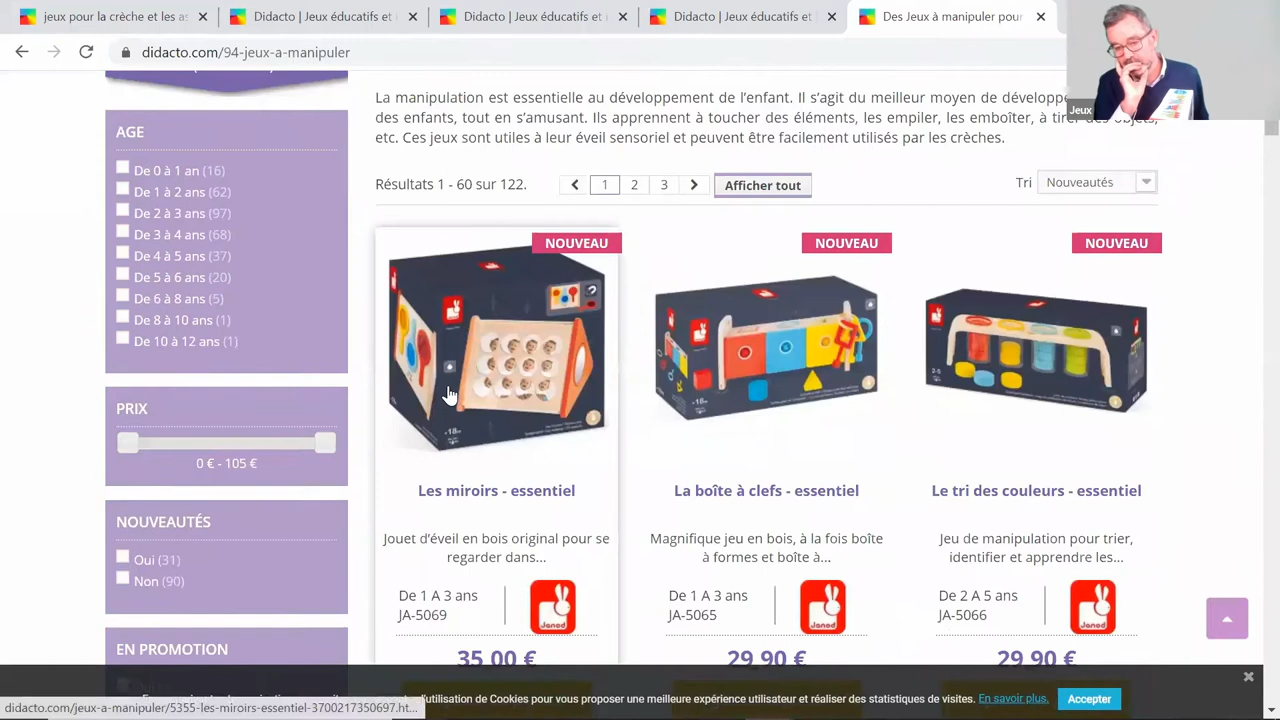 jeux pour la crèche et les as
Didacto | Jeux éducatifs et
Didacto | Jeux éducatifs et
Didacto | Jeux éducatifs et
Des Jeux à manipuler pour
didacto.com/94-jeux-a-manipuler
Jeux
La manipulation est essentielle au développement de l'enfant. Il s'agit du meilleur moyen de développe
enfants, tout en s'amusant. Ils apprennent à toucher des éléments, les empiler, les emboîter, à tirer des objets,
etc. Ces jeux sont utiles à leur éveil sensoriel et peuvent être facilement utilisés par les crèches.
AGE
De 0 à 1 an (16)
De 1 à 2 ans (62)
De 2 à 3 ans (97)
De 3 à 4 ans (68)
De 4 à 5 ans (37)
De 5 à 6 ans (20)
De 6 à 8 ans (5)
De 8 à 10 ans (1)
De 10 à 12 ans (1)
PRIX
0 € - 105 €
NOUVEAUTÉS
Oui (31)
Non (90)
EN PROMOTION
Résultats 1 - 60 sur 122.
1 2 3
Afficher tout
Tri Nouveautés
NOUVEAU
NOUVEAU
NOUVEAU
Les miroirs - essentiel
Jouet d'éveil en bois original pour se
regarder dans...
De 1 A 3 ans
JA-5069
Janod
35,00 €
La boîte à clefs - essentiel
Magnifique jeu en bois, à la fois boîte
à formes et boîte à...
De 1 A 3 ans
JA-5065
Janod
29,90 €
Le tri des couleurs - essentiel
Jeu de manipulation pour trier,
identifier et apprendre les...
De 2 A 5 ans
JA-5066
Janod
29,90 €
l'utilisation de Cookies pour vous proposer une meilleure expérience utilisateur et réaliser des statistiques de visites. En savoir plus. Accepter
didacto.com/jeux-a-manipuler/5355-les-miroirs-essentiel-3700217350697/ht...